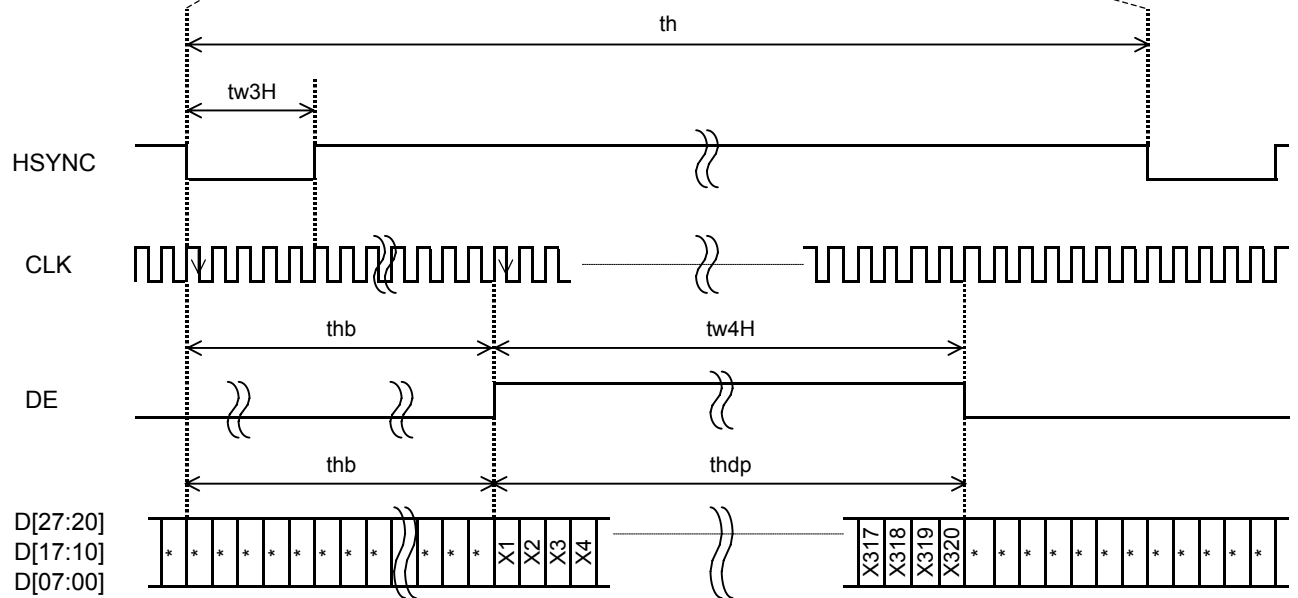 th
tw3H
HSYNC
CLK
thb tw4H
DE
thb thdp
D[27:20]
D[17:10]
D[07:00]
* * * * * * * * * * * * X1 X2 X3 X4 X317 X318 X319 X320 * * * * * * * * * * * *